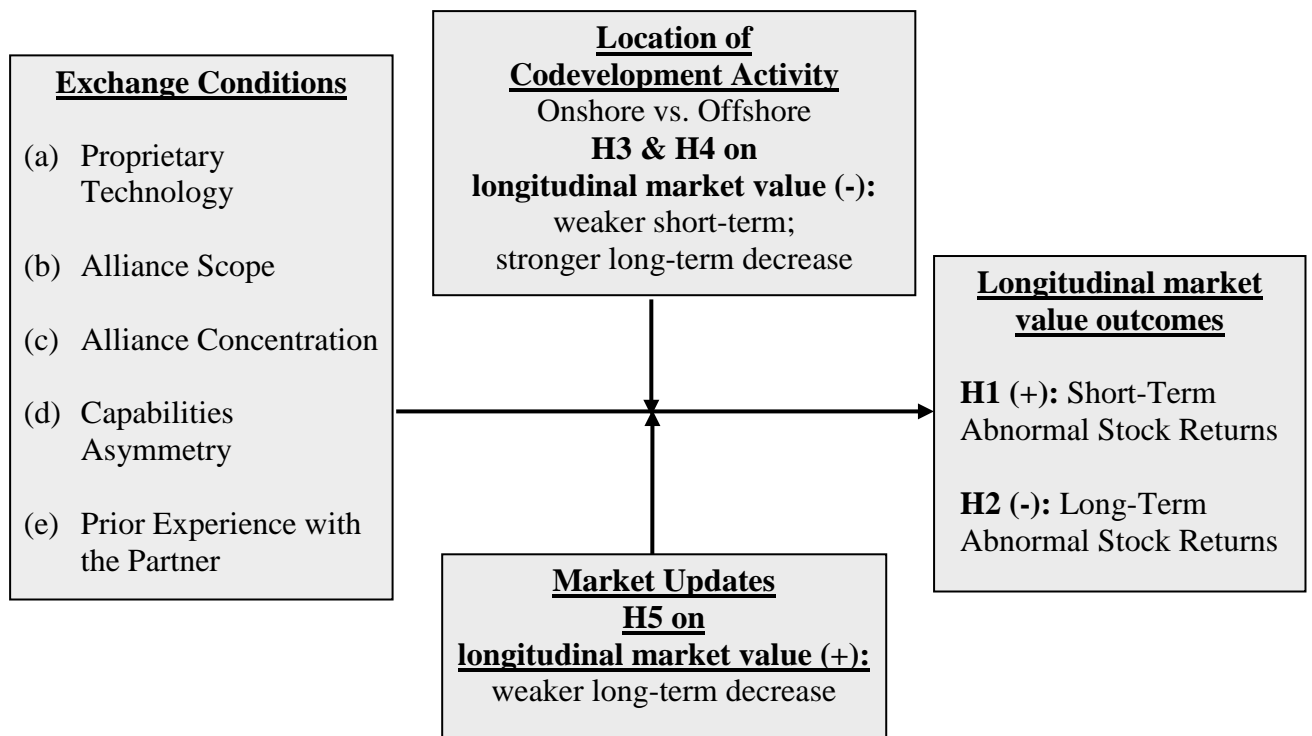 Exchange Conditions
(a) Proprietary
Technology
(b) Alliance Scope
(c) Alliance Concentration
(d) Capabilities
Asymmetry
(e) Prior Experience with
the Partner
Location of
Codevelopment Activity
Onshore vs. Offshore
H3 & H4 on
longitudinal market value (-):
weaker short-term;
stronger long-term decrease
Market Updates
H5 on
longitudinal market value (+):
weaker long-term decrease
Longitudinal market
value outcomes
H1 (+): Short-Term
Abnormal Stock Returns
H2 (-): Long-Term
Abnormal Stock Returns